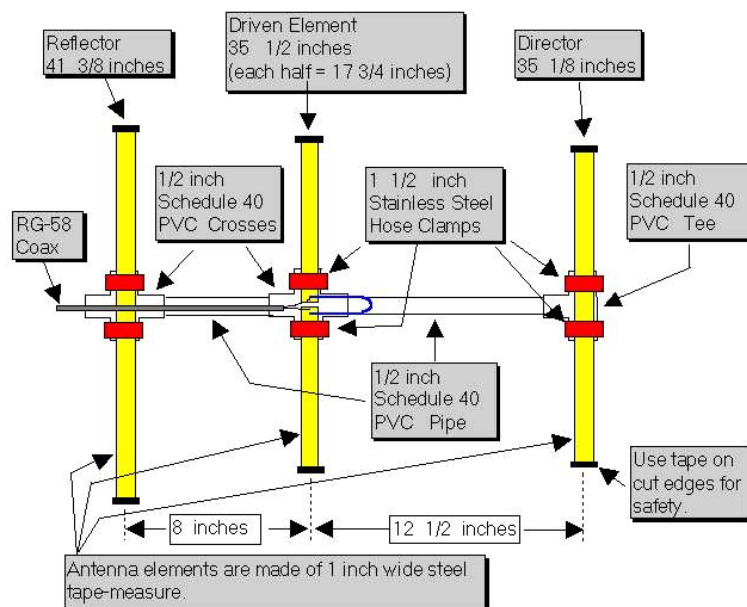 Driven Element
35 1/2 inches
(each half = 17 3/4 inches)
Reflector
41 3/8 inches
Director
35 1/8 inches
1/2 inch
Schedule 40
PVC Crosses
1 1/2 inch
Stainless Steel
Hose Clamps
1/2 inch
Schedule 40
PVC Tee
RG-58
Coax
1/2 inch
Schedule 40
PVC Pipe
Use tape on
cut edges for
safety.
8 inches
12 1/2 inches
Antenna elements are made of 1 inch wide steel
tape-measure.